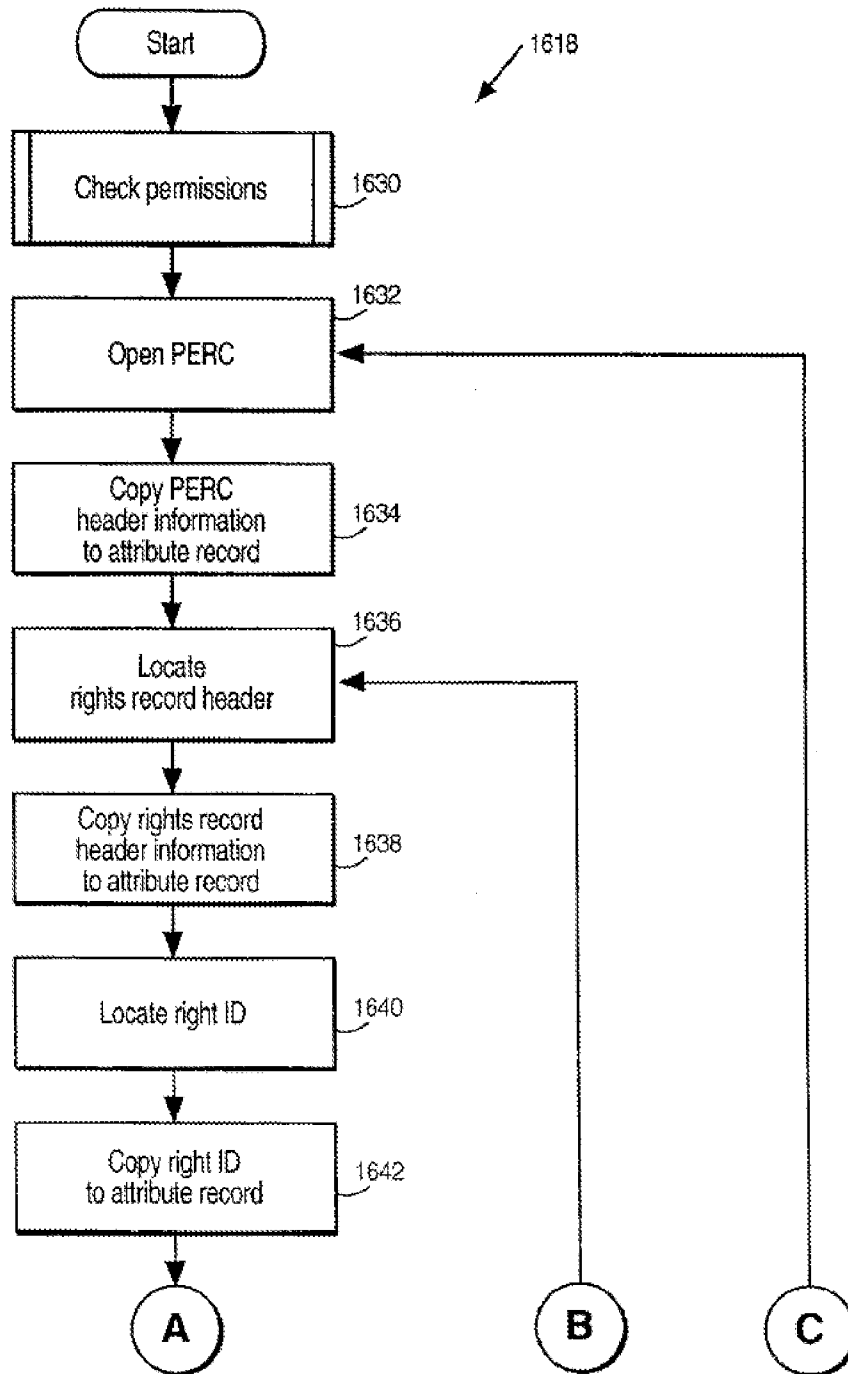 Start
1618
Check permissions
1630
1632
Open PERC
Copy PERC
header information
to attribute record
1634
1636
Locate
rights record header
Copy rights record
header information
to attribute record
1638
Locate right ID
1640
Copy right ID
to attribute record
1642
A
B
C